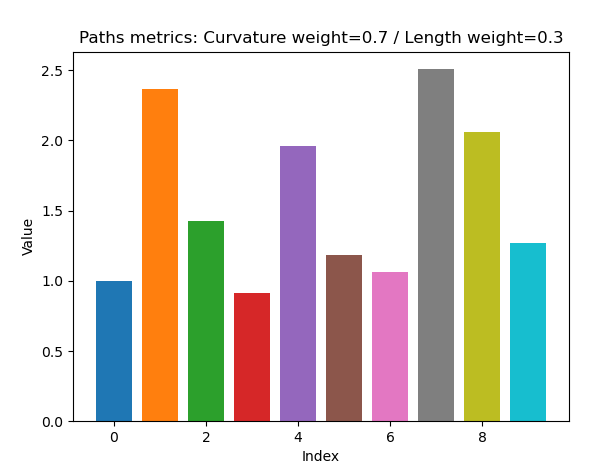 Paths metrics: Curvature weight=0.7 / Length weight=0.3
2.5
2.0
1.5
1.0
0.5
0.0
Value
0 2 4 6 8
Index